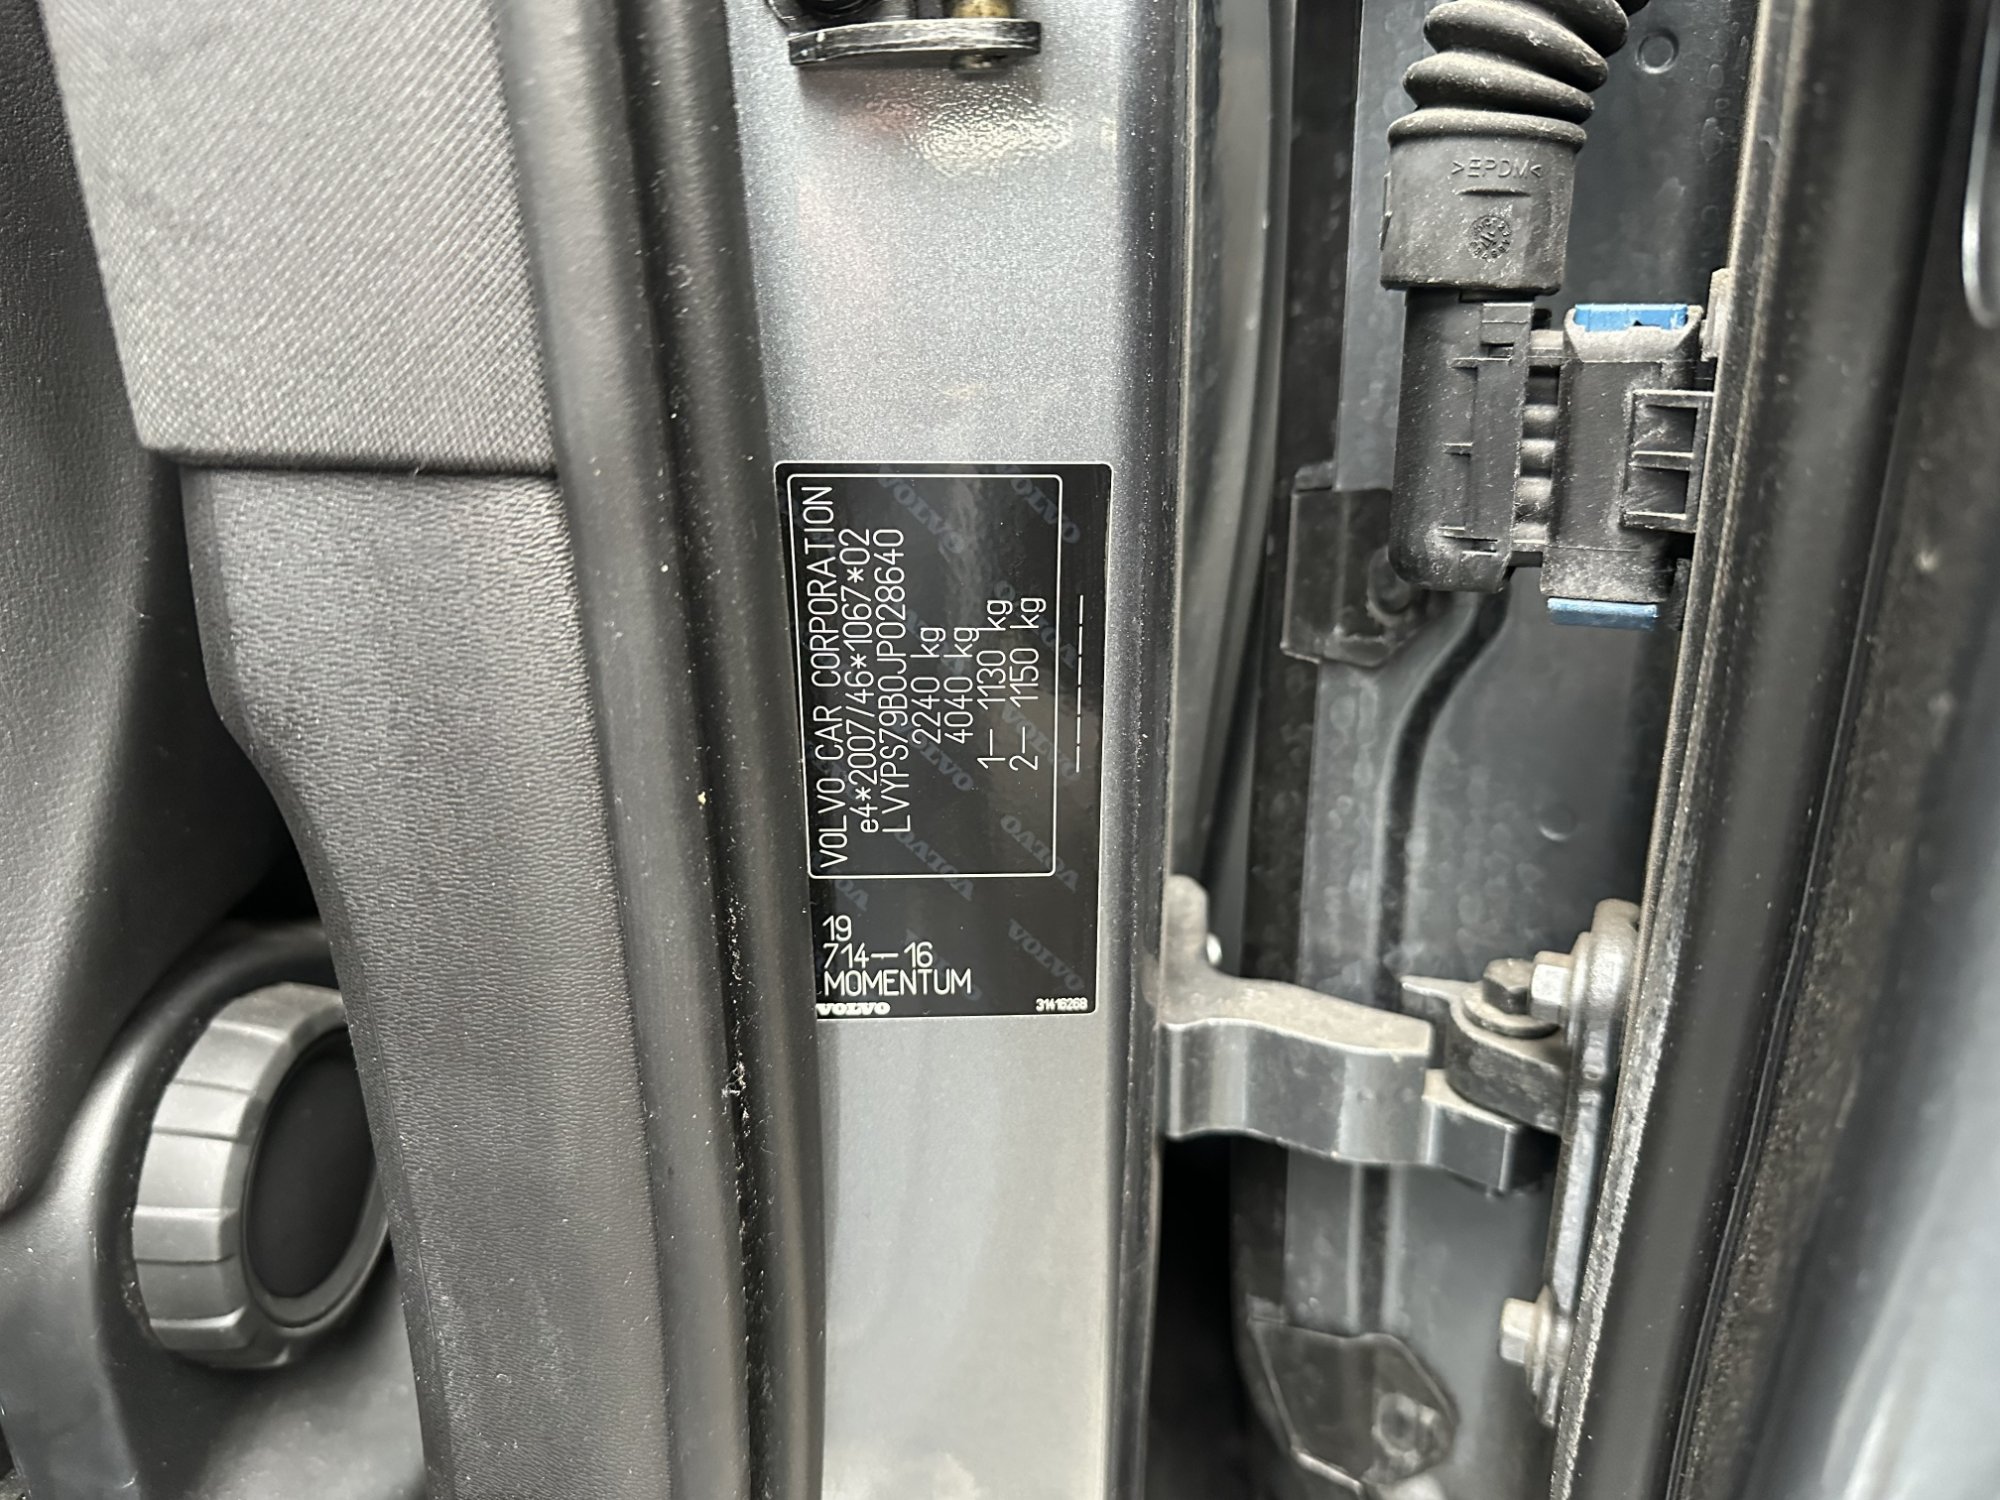 >EPDM<
VOLVO CAR CORPORATION
e4*2007/46*1067*02
LVYPS79B0JP028640
2240 kg
4040 kg
1— 1130 kg
2— 1150 kg
— — — — —
19
714— 16
MOMENTUM
VOLVO
31416268